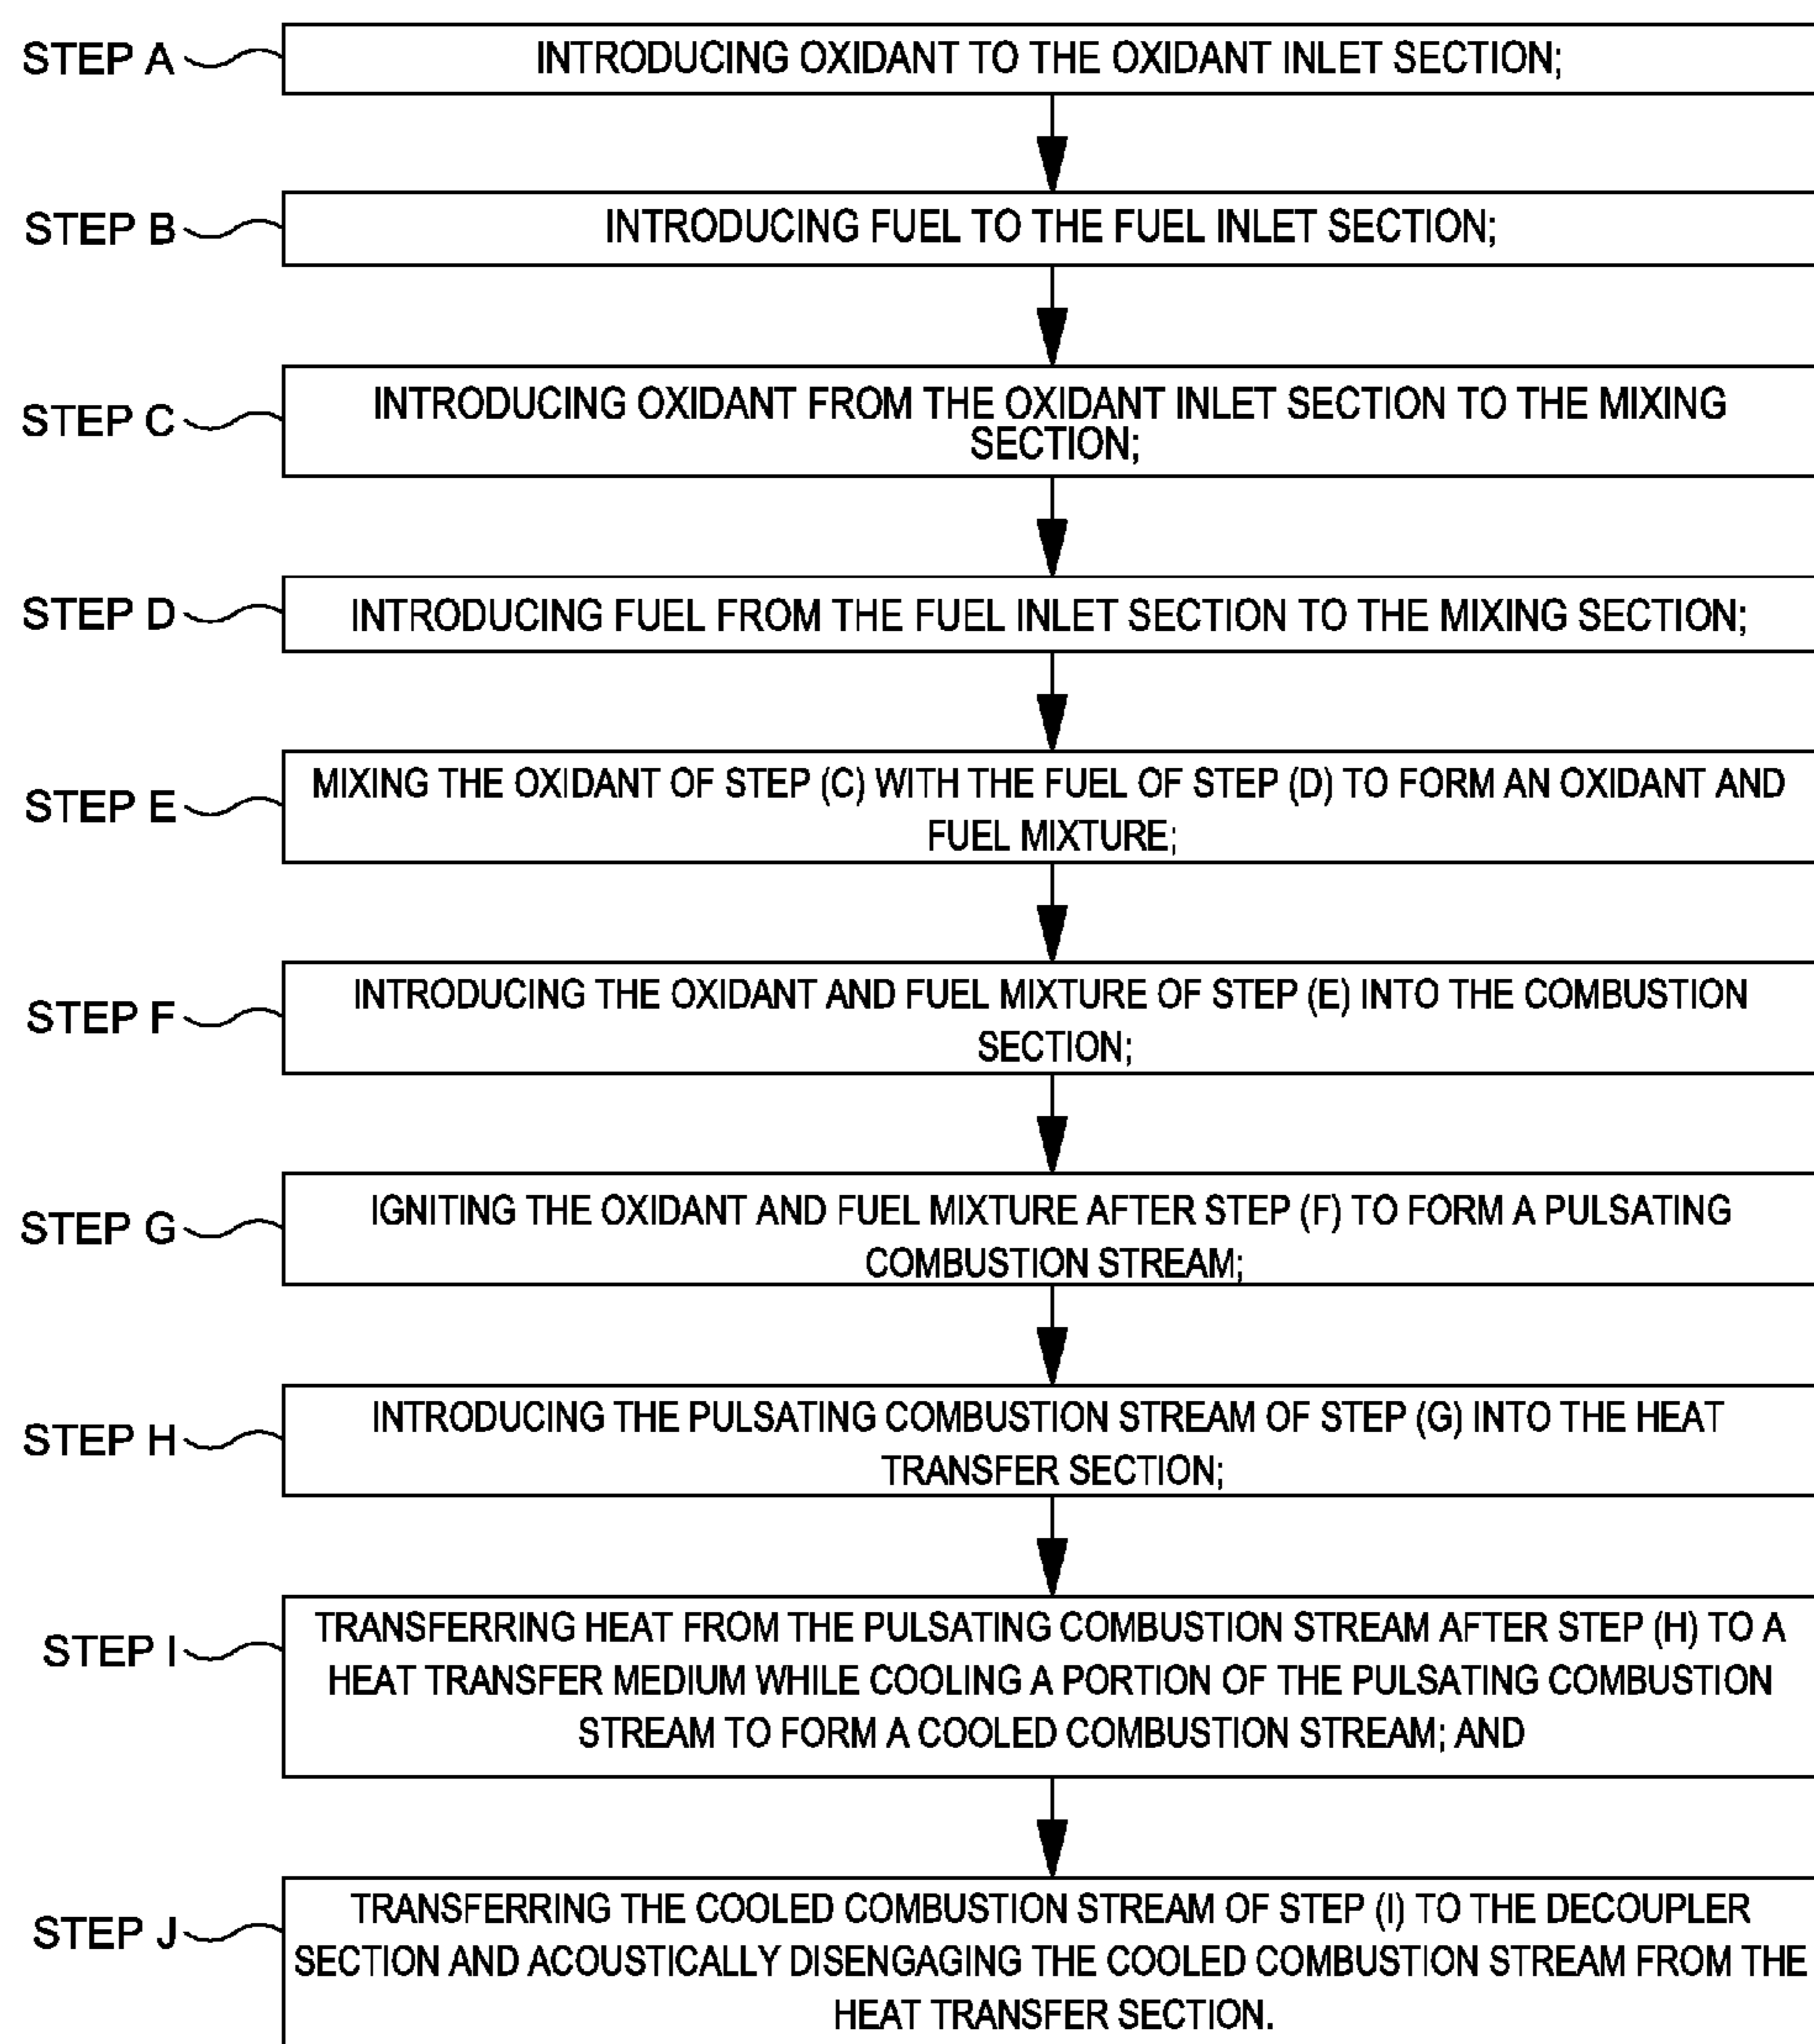 STEP A
INTRODUCING OXIDANT TO THE OXIDANT INLET SECTION;
STEP B
INTRODUCING FUEL TO THE FUEL INLET SECTION;
STEP C
INTRODUCING OXIDANT FROM THE OXIDANT INLET SECTION TO THE MIXING
SECTION;
STEP D
INTRODUCING FUEL FROM THE FUEL INLET SECTION TO THE MIXING SECTION;
STEP E
MIXING THE OXIDANT OF STEP (C) WITH THE FUEL OF STEP (D) TO FORM AN OXIDANT AND
FUEL MIXTURE;
STEP F
INTRODUCING THE OXIDANT AND FUEL MIXTURE OF STEP (E) INTO THE COMBUSTION
SECTION;
STEP G
IGNITING THE OXIDANT AND FUEL MIXTURE AFTER STEP (F) TO FORM A PULSATING
COMBUSTION STREAM;
STEP H
INTRODUCING THE PULSATING COMBUSTION STREAM OF STEP (G) INTO THE HEAT
TRANSFER SECTION;
STEP I
TRANSFERRING HEAT FROM THE PULSATING COMBUSTION STREAM AFTER STEP (H) TO A
HEAT TRANSFER MEDIUM WHILE COOLING A PORTION OF THE PULSATING COMBUSTION
STREAM TO FORM A COOLED COMBUSTION STREAM; AND
STEP J
TRANSFERRING THE COOLED COMBUSTION STREAM OF STEP (I) TO THE DECOUPLER
SECTION AND ACOUSTICALLY DISENGAGING THE COOLED COMBUSTION STREAM FROM THE
HEAT TRANSFER SECTION.